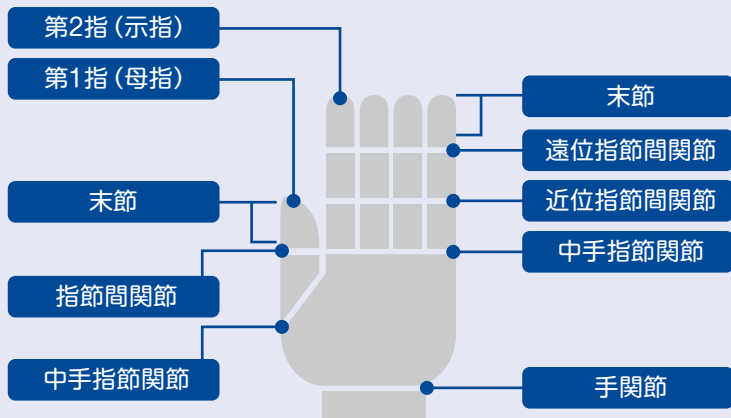 第2指（示指）
第1指（母指）
末節
指節間関節
中手指節関節
末節
遠位指節間関節
近位指節間関節
中手指節関節
手関節